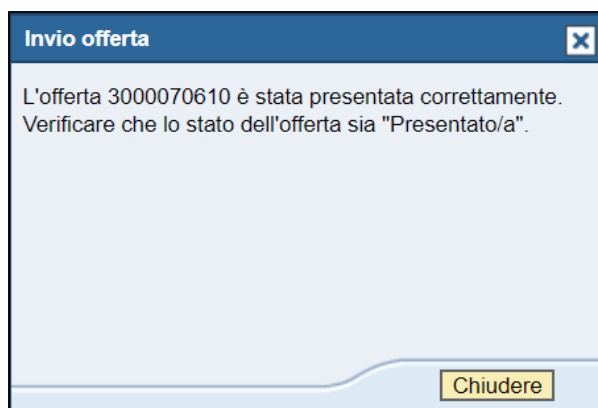 Invio offerta
L'offerta 3000070610 è stata presentata correttamente.
Verificare che lo stato dell'offerta sia "Presentato/a".
Chiudere